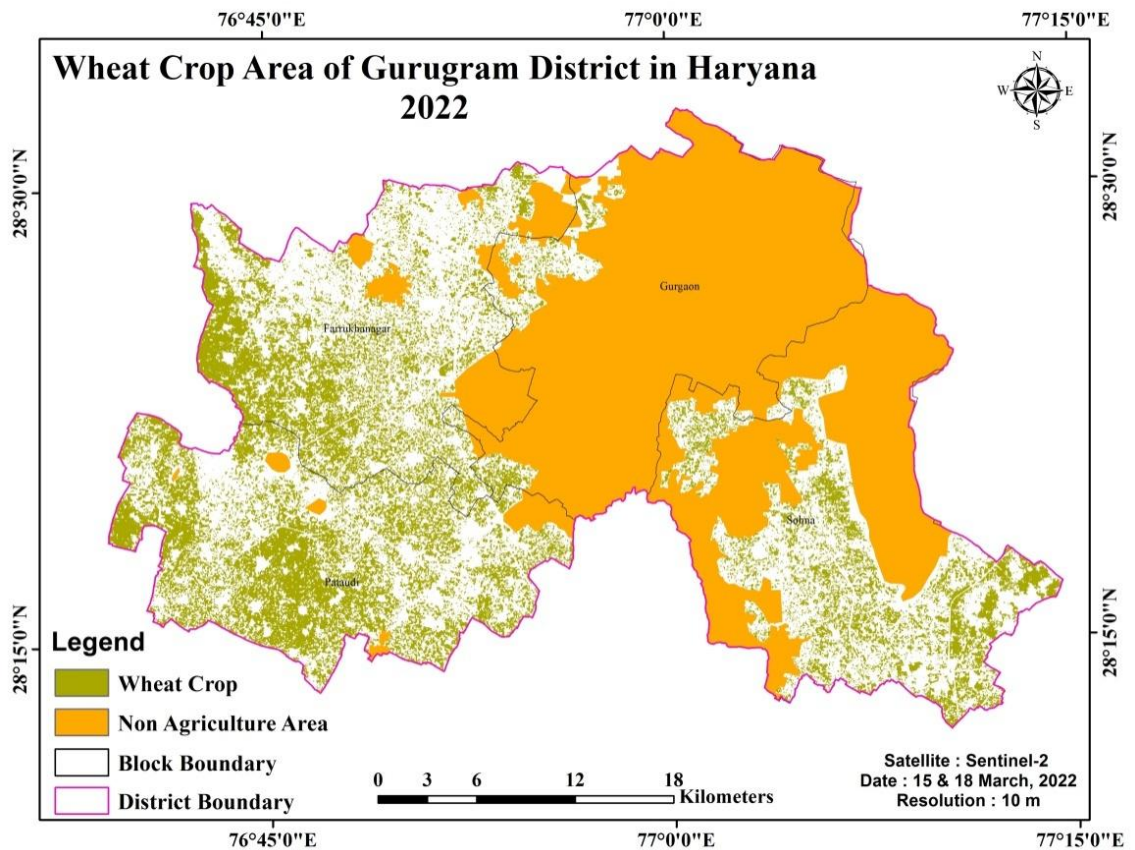 76°45'0"E 77°0'0"E 77°15'0"E
Wheat Crop Area of Gurugram District in Haryana
2022
N
W E
S
28°30'0"N 28°30'0"N
Gurgaon
Farrukhanagar
Sohna
Pataudi
28°15'0"N 28°15'0"N
Legend
Wheat Crop
Non Agriculture Area
Block Boundary
District Boundary
0 3 6 12 18
Kilometers
Satellite : Sentinel-2
Date : 15 & 18 March, 2022
Resolution : 10 m
76°45'0"E 77°0'0"E 77°15'0"E